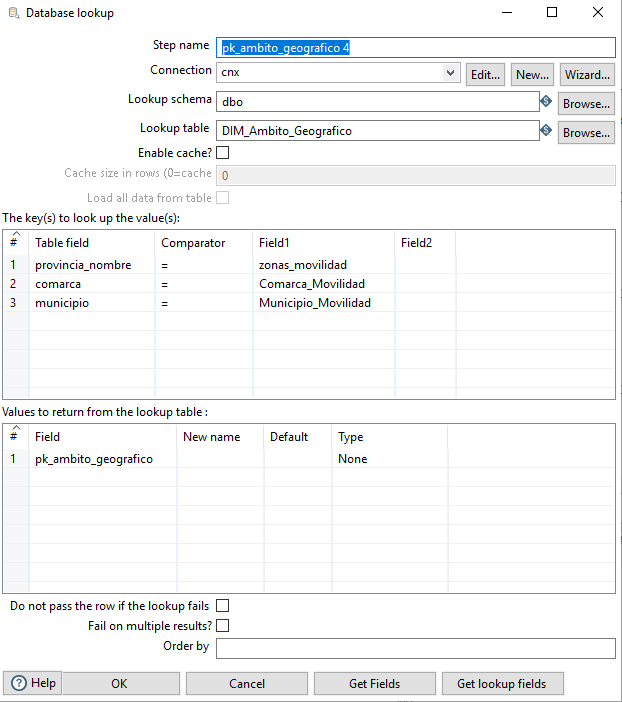 Database lookup
Step name pk_ambito_geografico 4
Connection cnx Edit... New... Wizard...
Lookup schema dbo Browse...
Lookup table DIM_Ambito_Geografico Browse...
Enable cache?
Cache size in rows (0=cache 0
Load all data from table
The key(s) to look up the value(s):
# Table field Comparator Field1 Field2
1 provincia_nombre = zonas_movilidad
2 comarca = Comarca_Movilidad
3 municipio = Municipio_Movilidad
Values to return from the lookup table :
# Field New name Default Type
1 pk_ambito_geografico None
Do not pass the row if the lookup fails
Fail on multiple results?
Order by
Help OK Cancel Get Fields Get lookup fields